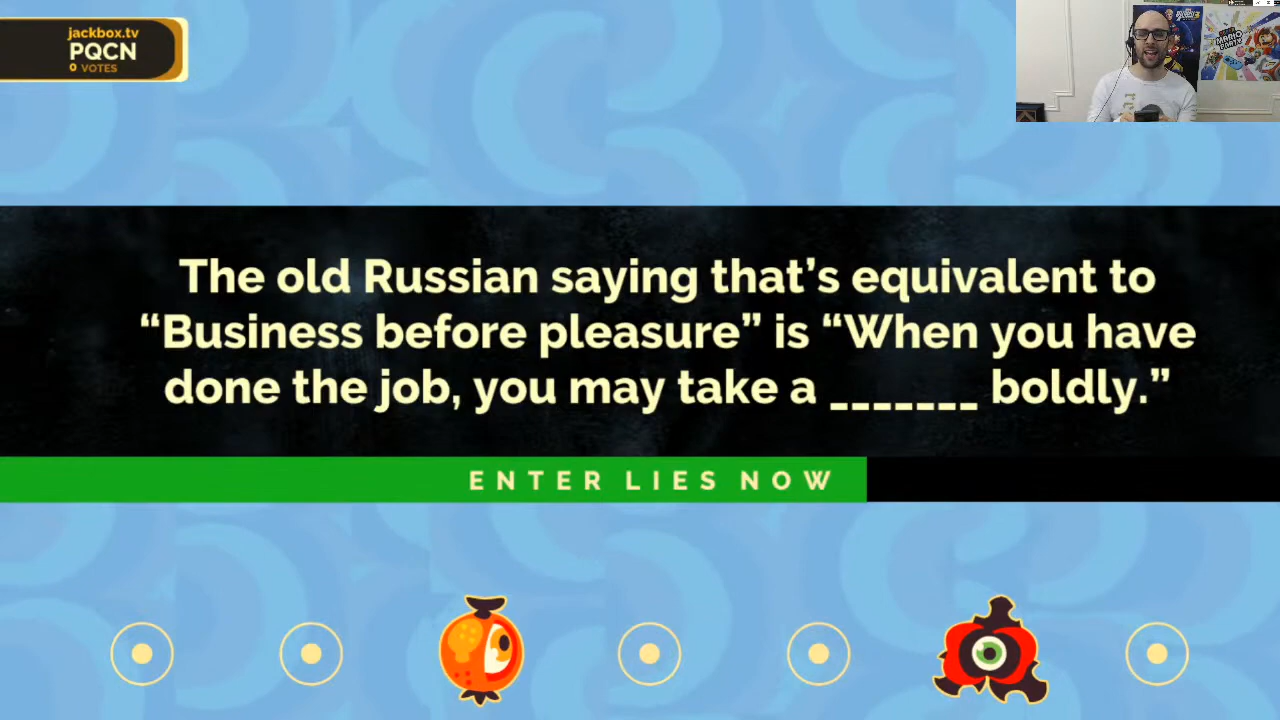 jackbox.tv
PQCN
0 VOTES
The old Russian saying that’s equivalent to
“Business before pleasure” is “When you have
done the job, you may take a _______ boldly.”
ENTER LIES NOW